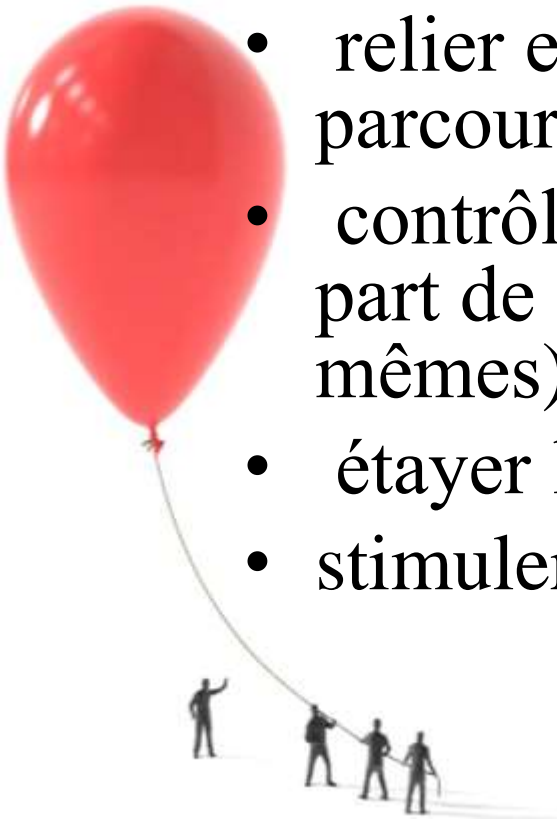 • relier e
parcour
• contrôl
part de
mêmes)
• étayer l
• stimuler